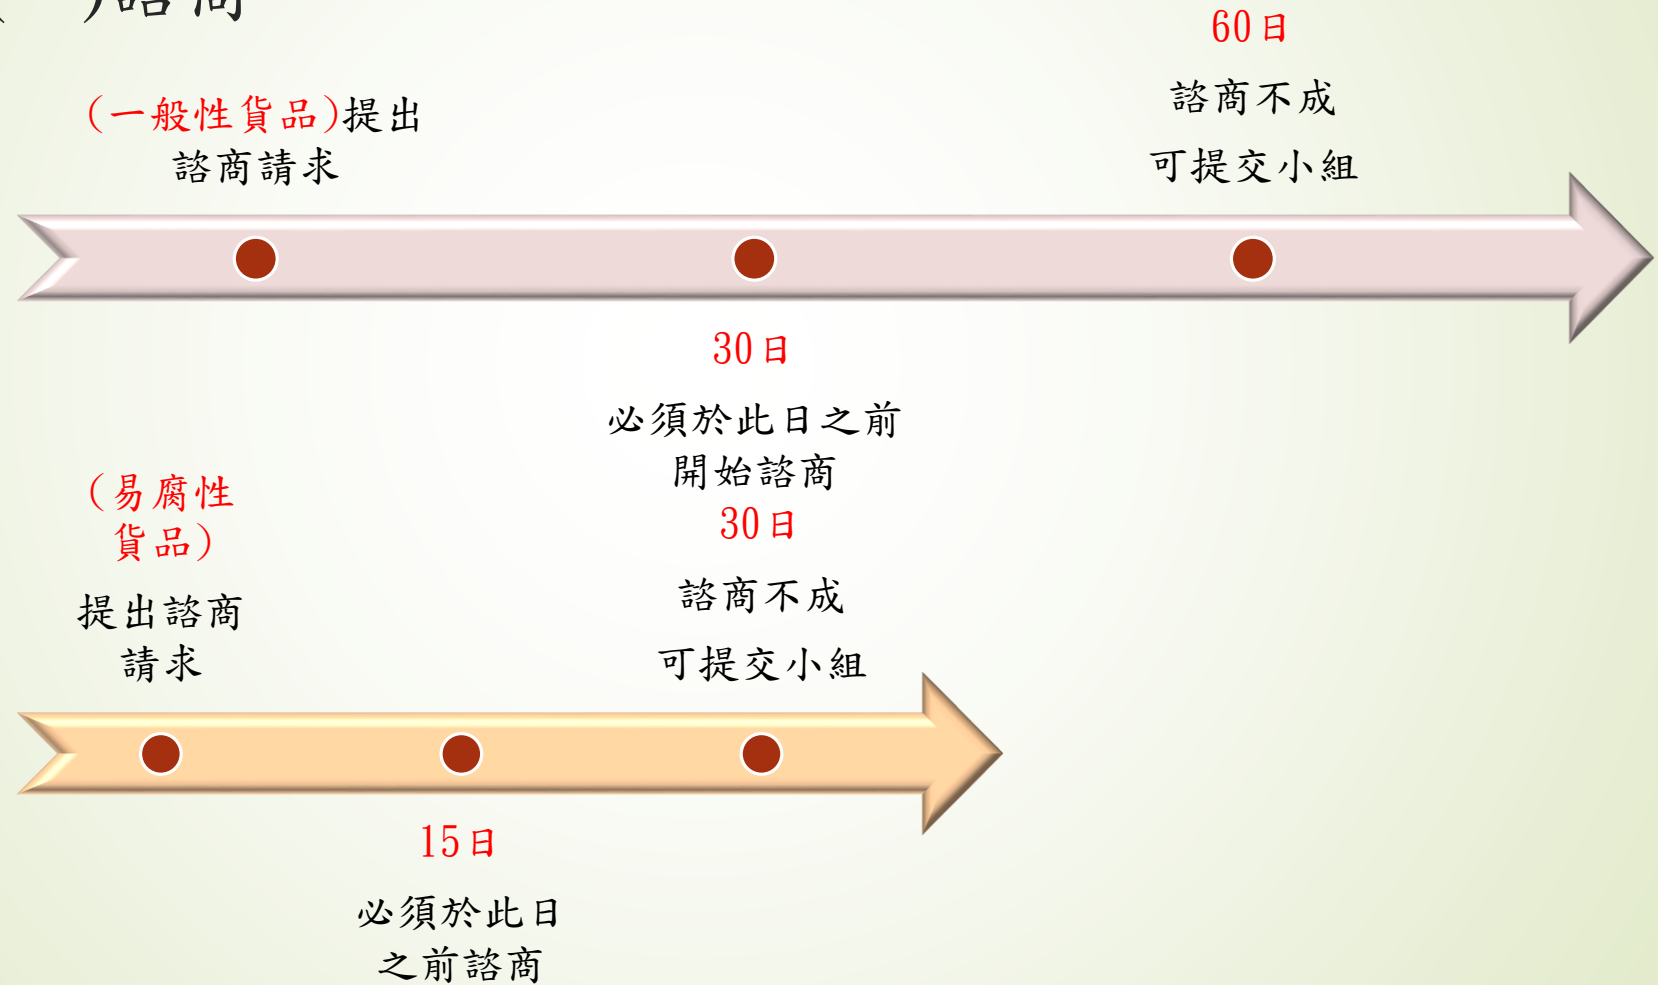 )諮商
(一般性貨品)提出
諮商請求
60日
諮商不成
可提交小組
30日
必須於此日之前
開始諮商
(易腐性
貨品)
提出諮商
請求
30日
諮商不成
可提交小組
15日
必須於此日
之前諮商